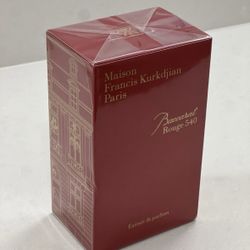 Maison
Francis Kurkdjian
Paris
Baccarat
Rouge 540
Extrait de parfum